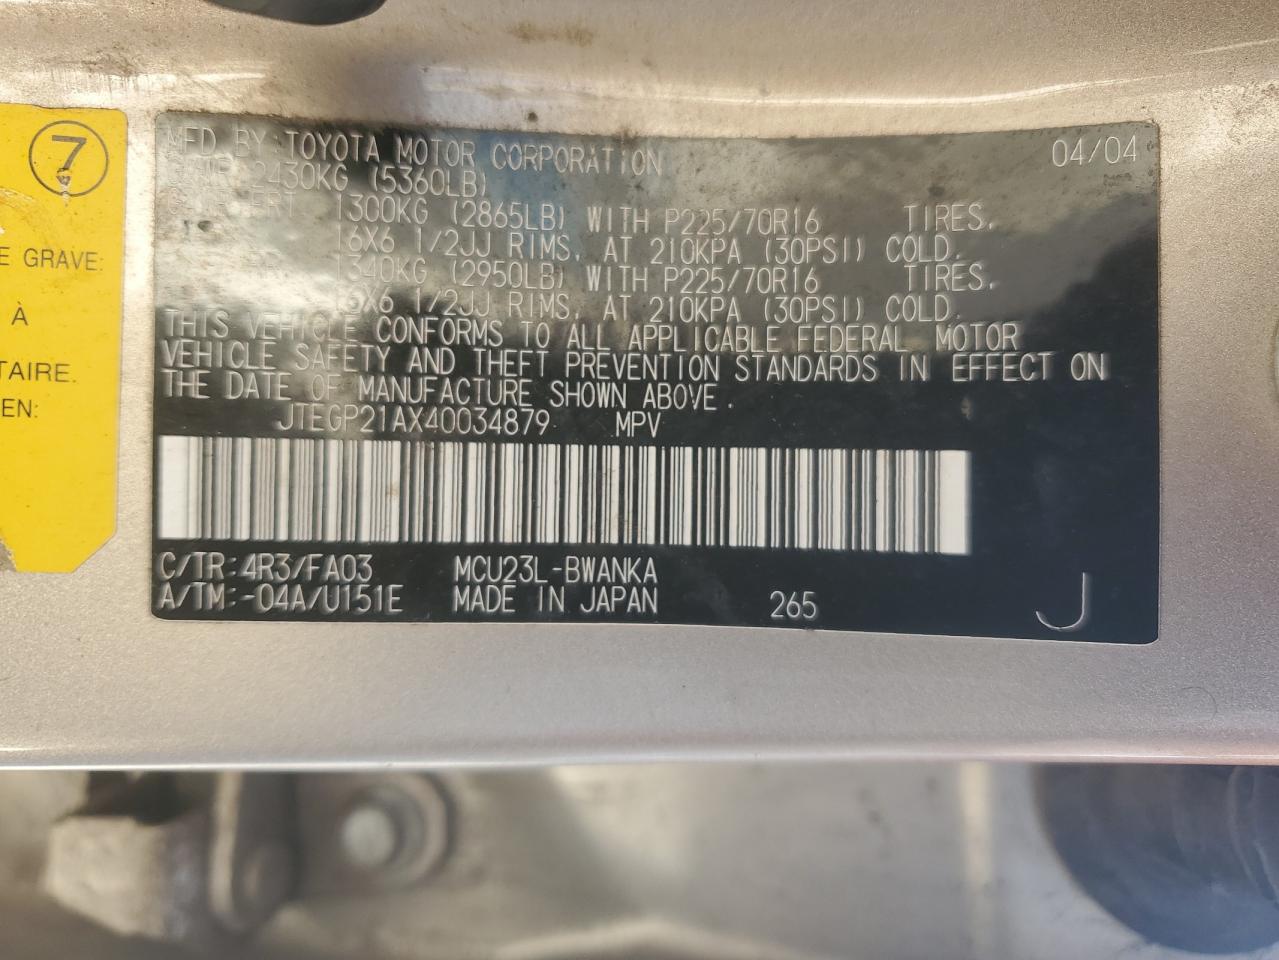 7
E GRAVE:
À
TAIRE.
EN:
MFD BY TOYOTA MOTOR CORPORATION 04/04
2430KG (5360LB)
1300KG (2865LB) WITH P225/70R16 TIRES,
16X6 1/2JJ RIMS, AT 210KPA (30PSI) COLD.
1340KG (2950LB) WITH P225/70R16 TIRES,
16X6 1/2JJ RIMS, AT 210KPA (30PSI) COLD.
THIS VEHICLE CONFORMS TO ALL APPLICABLE FEDERAL MOTOR
VEHICLE SAFETY AND THEFT PREVENTION STANDARDS IN EFFECT ON
THE DATE OF MANUFACTURE SHOWN ABOVE.
JTEGP21AX40034879 MPV
C/TR:4R3/FA03 MCU23L-BWANKA
A/TM:-04A/U151E MADE IN JAPAN 265 J